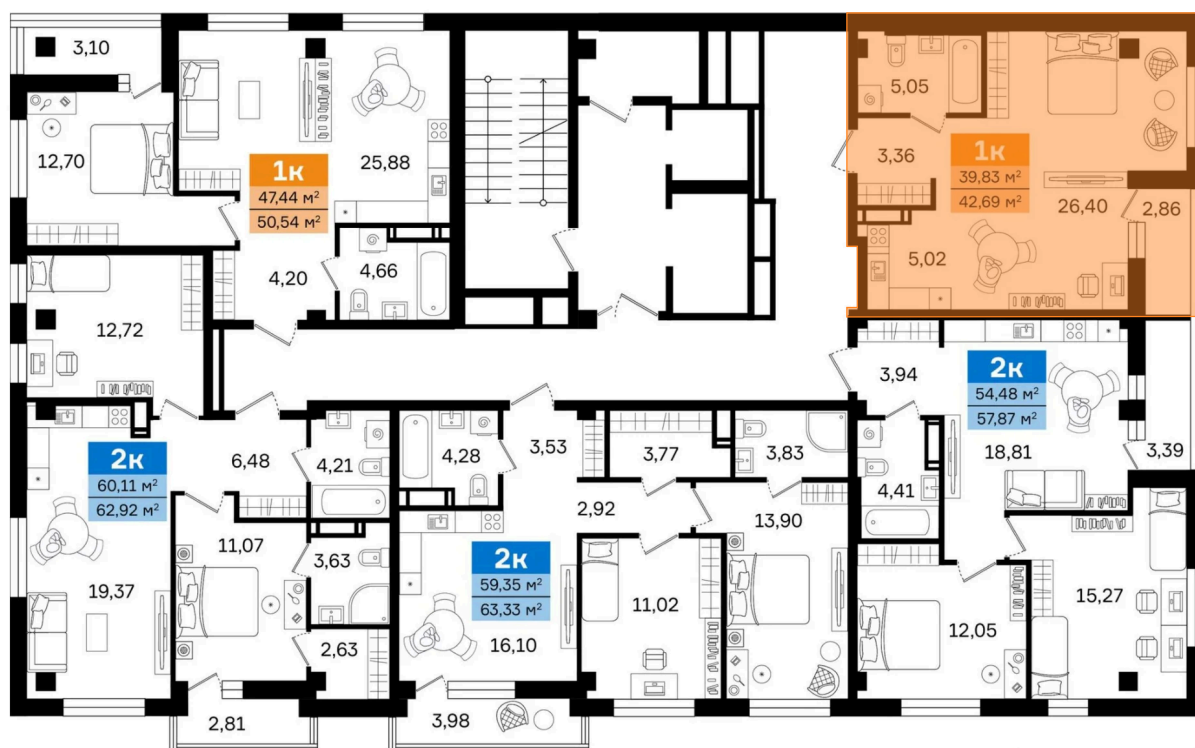 3,10
12,70
25,88
1к
47,44 м²
50,54 м²
4,20
4,66
5,05
3,36
1к
39,83 м²
42,69 м²
26,40
2,86
5,02
12,72
2к
60,11 м²
62,92 м²
6,48
4,21
19,37
11,07
3,63
2,63
2,81
4,28
3,53
3,77
3,83
2,92
13,90
2к
59,35 м²
63,33 м²
16,10
11,02
3,98
3,94
2к
54,48 м²
57,87 м²
18,81
3,39
4,41
12,05
15,27